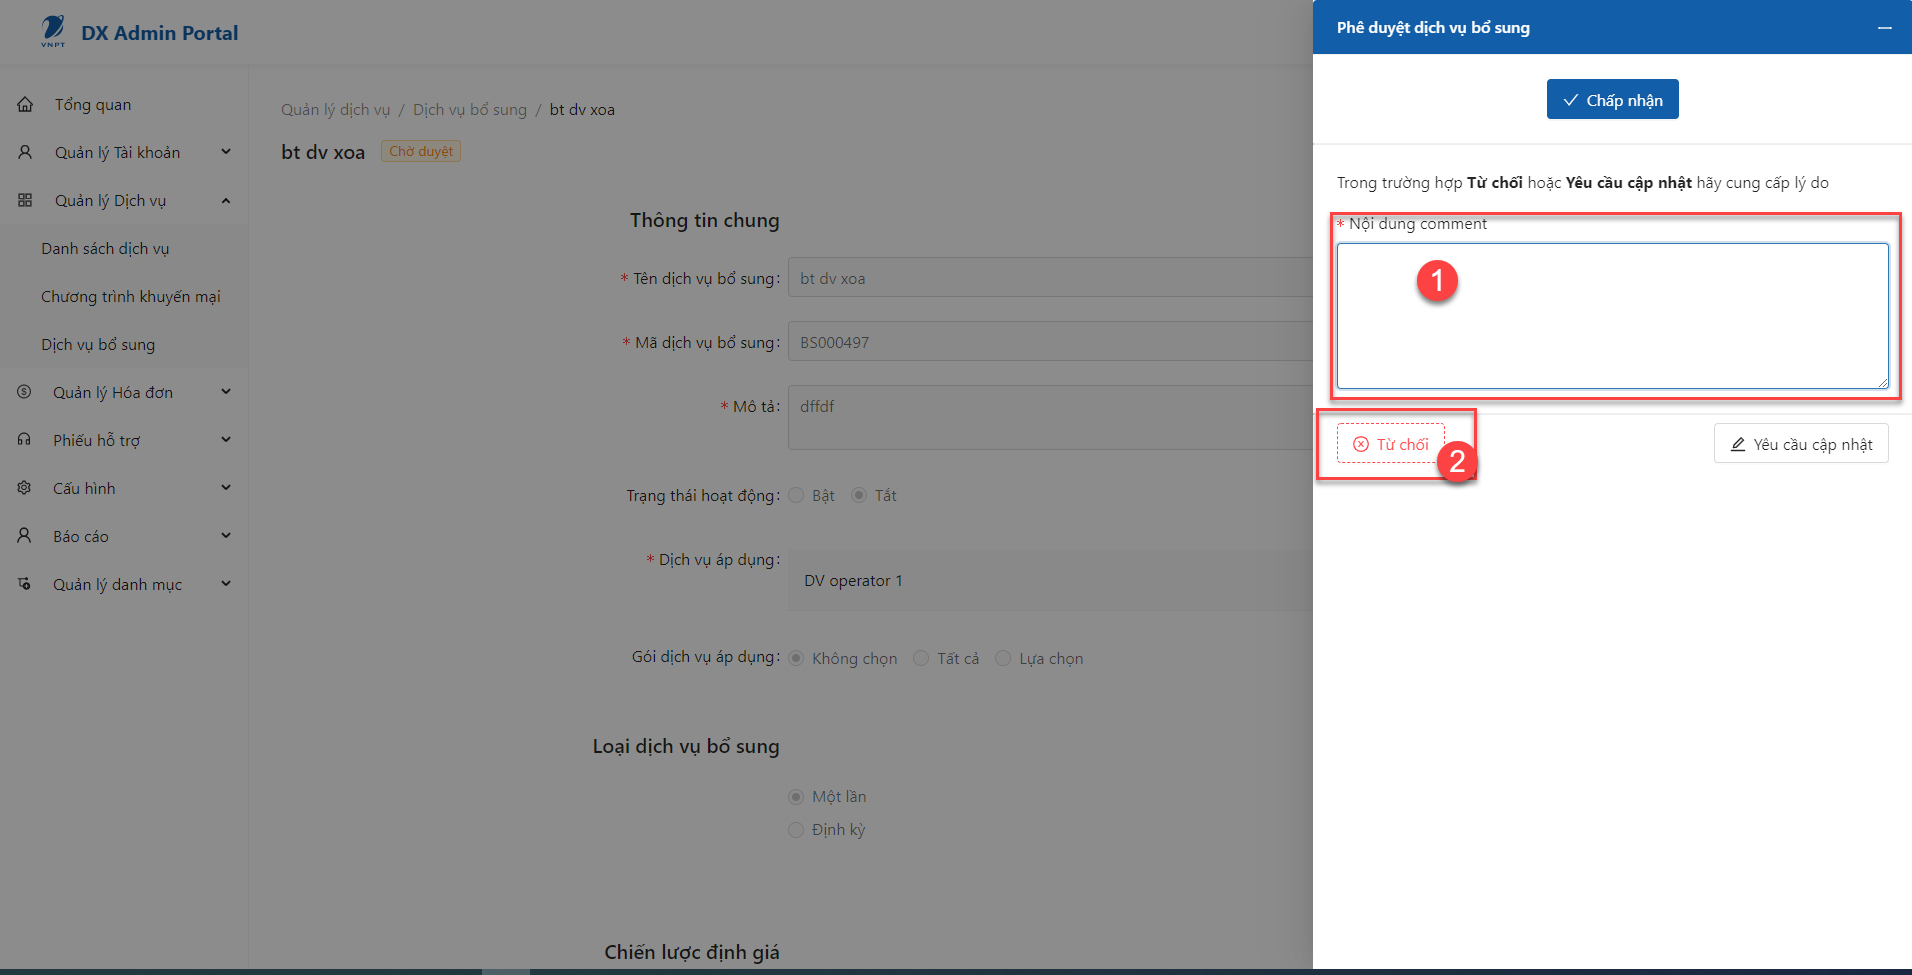 VNPT
DX Admin Portal
Tổng quan
Quản lý Tài khoản
Quản lý Dịch vụ
Danh sách dịch vụ
Chương trình khuyến mại
Dịch vụ bổ sung
Quản lý Hóa đơn
Phiếu hỗ trợ
Cấu hình
Báo cáo
Quản lý danh mục
Quản lý dịch vụ / Dịch vụ bổ sung / bt dv xoa
bt dv xoa Chờ duyệt
Thông tin chung
* Tên dịch vụ bổ sung: bt dv xoa
* Mã dịch vụ bổ sung: BS000497
* Mô tả: dffdf
Trạng thái hoạt động: Bật Tắt
* Dịch vụ áp dụng:
DV operator 1
Gói dịch vụ áp dụng: Không chọn Tất cả Lựa chọn
Loại dịch vụ bổ sung
Một lần
Định kỳ
Chiến lược định giá
Phê duyệt dịch vụ bổ sung
Chấp nhận
Trong trường hợp Từ chối hoặc Yêu cầu cập nhật hãy cung cấp lý do
* Nội dung comment
1
Từ chối 2 Yêu cầu cập nhật